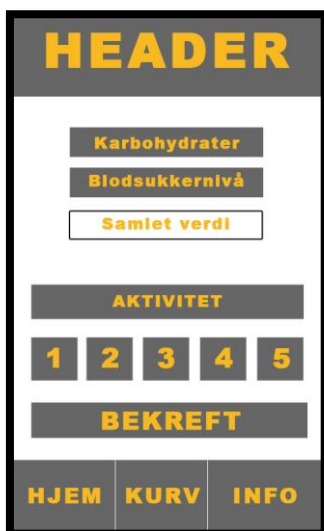 HEADER
Karbohydrater
Blodsukkernivå
Samlet verdi
AKTIVITET
1 2 3 4 5
BEKREFT
HJEM KURV INFO